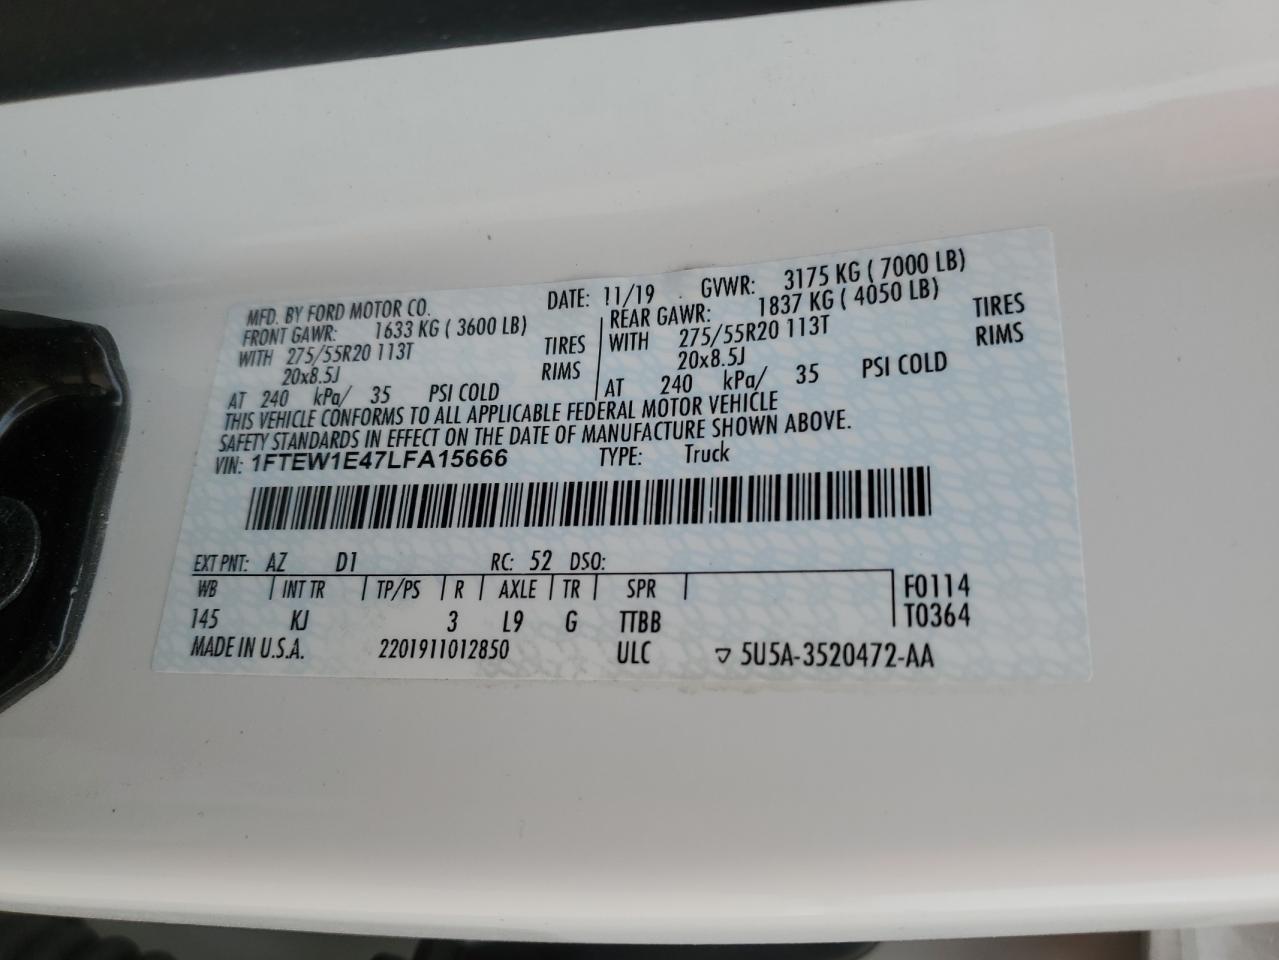 MFD. BY FORD MOTOR CO. DATE: 11/19 GVWR: 3175 KG ( 7000 LB)
FRONT GAWR: 1633 KG ( 3600 LB) REAR GAWR: 1837 KG ( 4050 LB)
WITH 275/55R20 113T TIRES WITH 275/55R20 113T TIRES
20x8.5J RIMS 20x8.5J RIMS
AT 240 kPa/ 35 PSI COLD AT 240 kPa/ 35 PSI COLD
THIS VEHICLE CONFORMS TO ALL APPLICABLE FEDERAL MOTOR VEHICLE
SAFETY STANDARDS IN EFFECT ON THE DATE OF MANUFACTURE SHOWN ABOVE.
VIN: 1FTEW1E47LFA15666 TYPE: Truck
EXT PNT: AZ D1 RC: 52 DSO:
WB INT TR TP/PS R AXLE TR SPR F0114
145 KJ 3 L9 G TTBB T0364
MADE IN U.S.A. 2201911012850 ULC ▽ 5U5A-3520472-AA